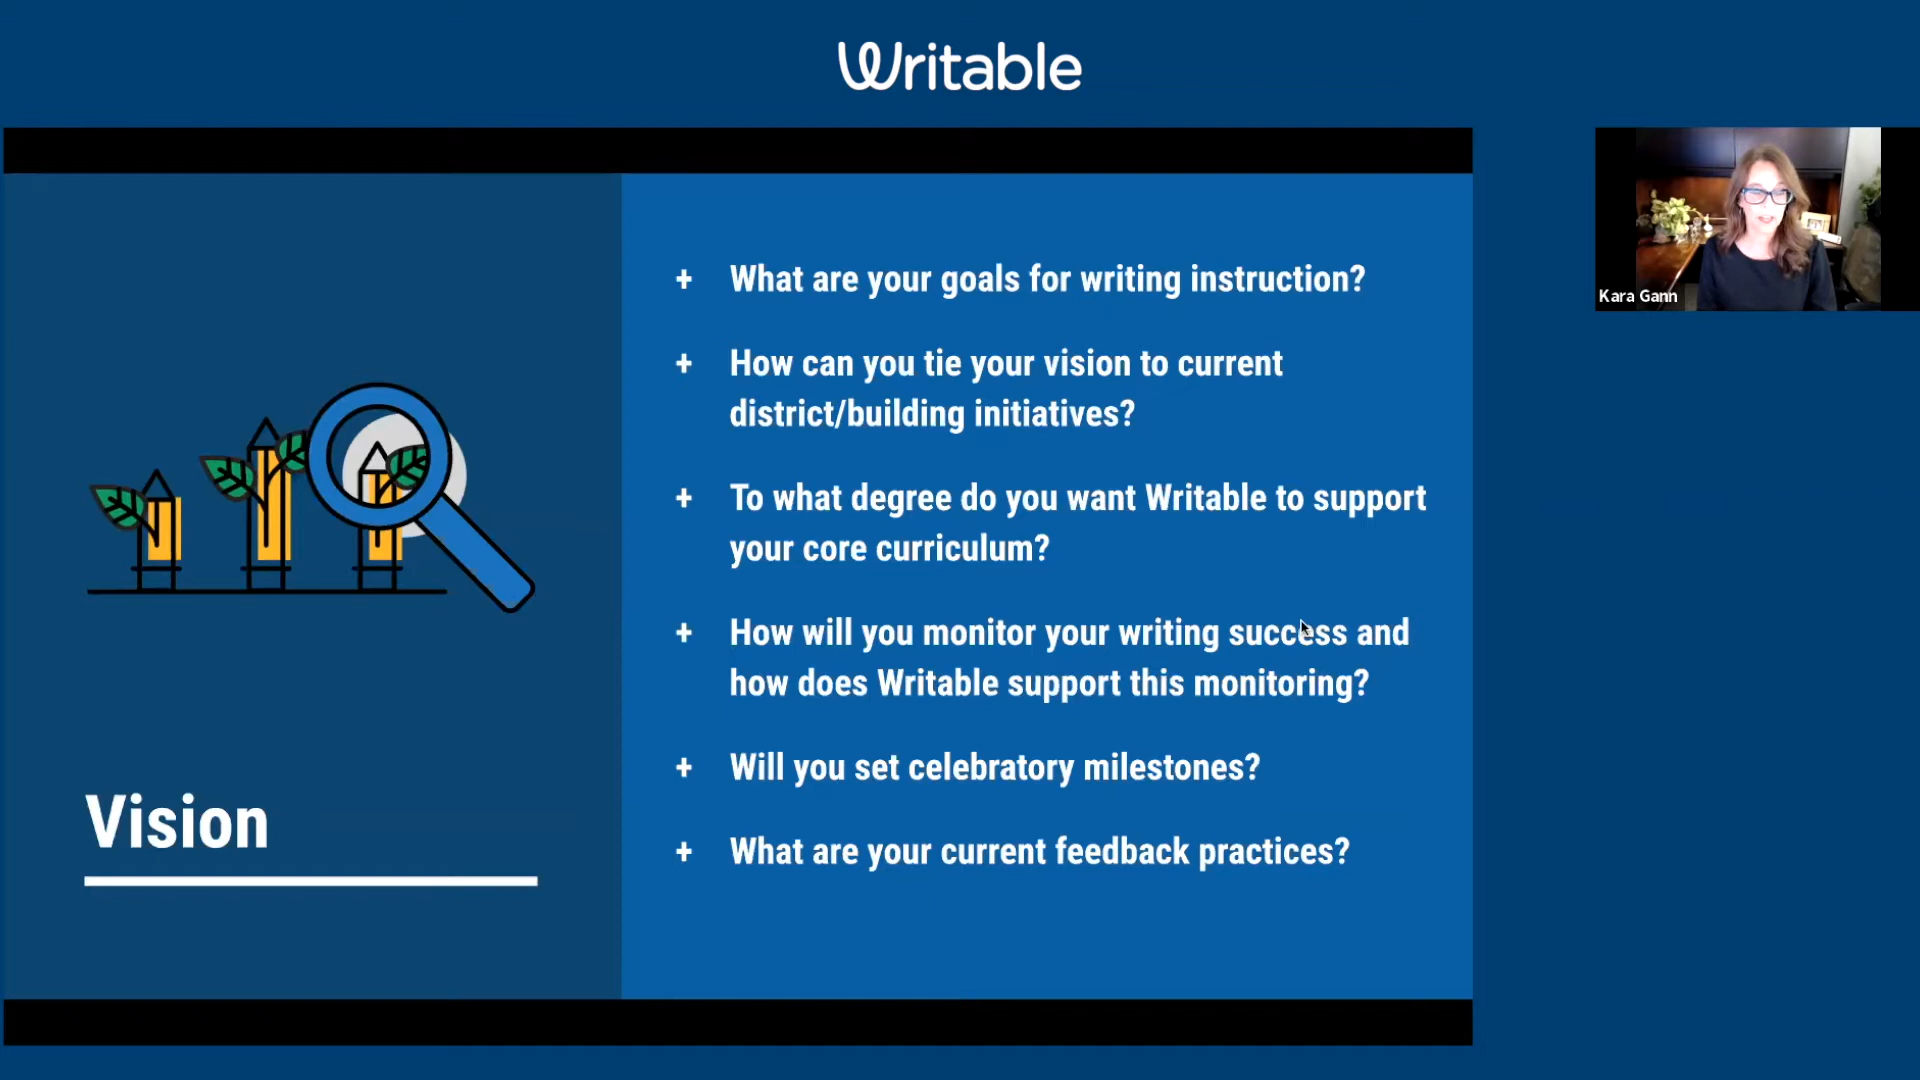 Writable
Kara Gann
+ What are your goals for writing instruction?
+ How can you tie your vision to current
district/building initiatives?
+ To what degree do you want Writable to support
your core curriculum?
+ How will you monitor your writing success and
how does Writable support this monitoring?
+ Will you set celebratory milestones?
+ What are your current feedback practices?
Vision